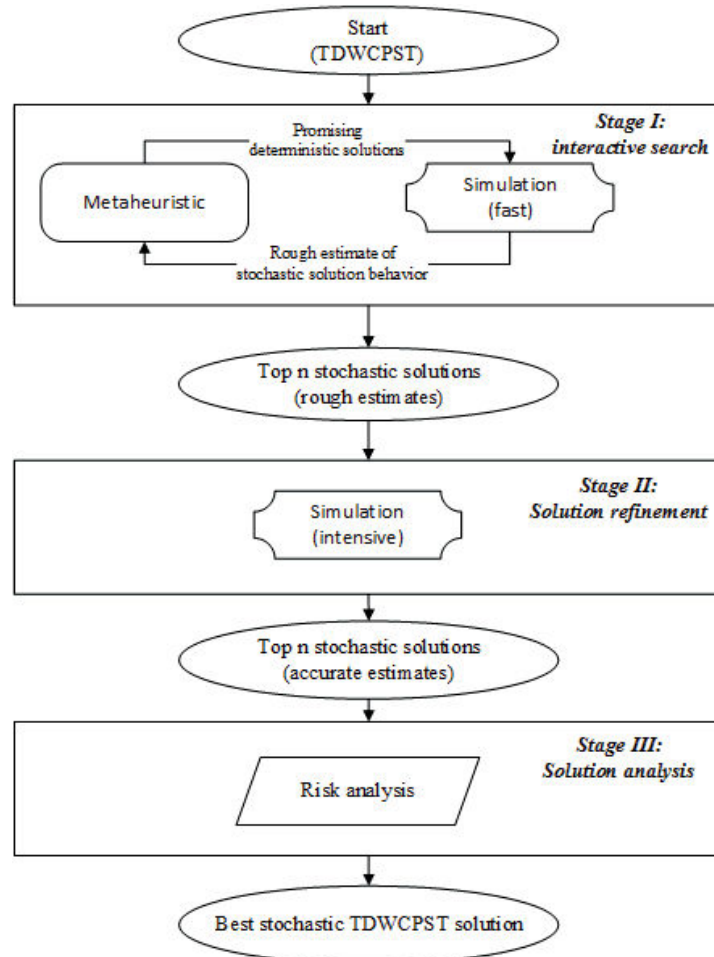 Start
(TDWCPST)
Stage I:
interactive search
Promising
deterministic solutions
Metaheuristic
Simulation
(fast)
Rough estimate of
stochastic solution behavior
Top n stochastic solutions
(rough estimates)
Stage II:
Solution refinement
Simulation
(intensive)
Top n stochastic solutions
(accurate estimates)
Stage III:
Solution analysis
Risk analysis
Best stochastic TDWCPST solution